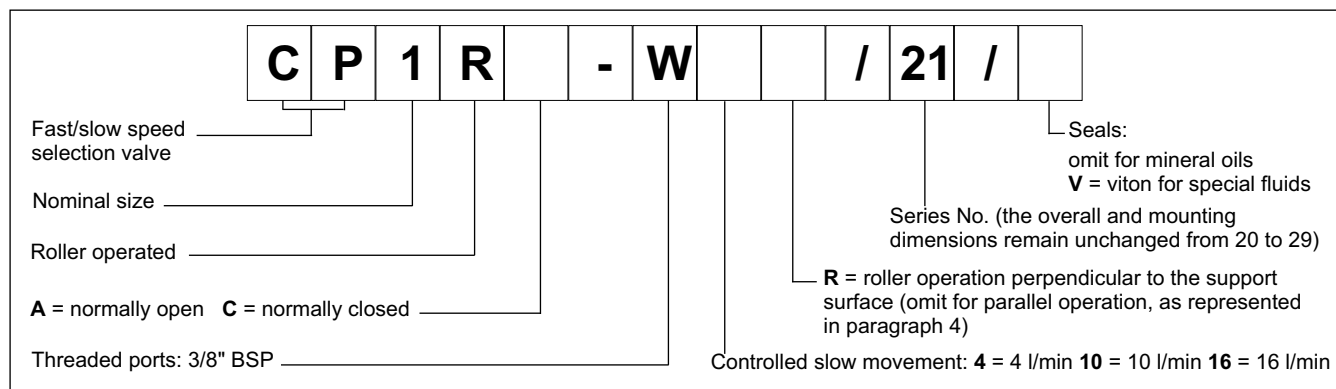 C P 1 R - W / 21 /
Fast/slow speed
selection valve
Nominal size
Roller operated
A = normally open C = normally closed
Threaded ports: 3/8" BSP
Seals:
omit for mineral oils
V = viton for special fluids
Series No. (the overall and mounting
dimensions remain unchanged from 20 to 29)
R = roller operation perpendicular to the support
surface (omit for parallel operation, as represented
in paragraph 4)
Controlled slow movement: 4 = 4 l/min 10 = 10 l/min 16 = 16 l/min